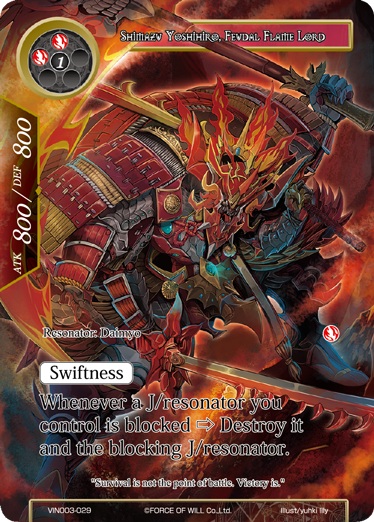 Shimazu Yoshihiro, Feudal Flame Lord
1
ATK 800 / DEF 800
Resonator: Daimyo
Swiftness
Whenever a J/resonator you
control is blocked ⇨ Destroy it
and the blocking J/resonator.
"Survival is not the point of battle. Victory is."
VIN003-029 ©FORCE OF WILL Co.,Ltd. Illust/yuhki Illy